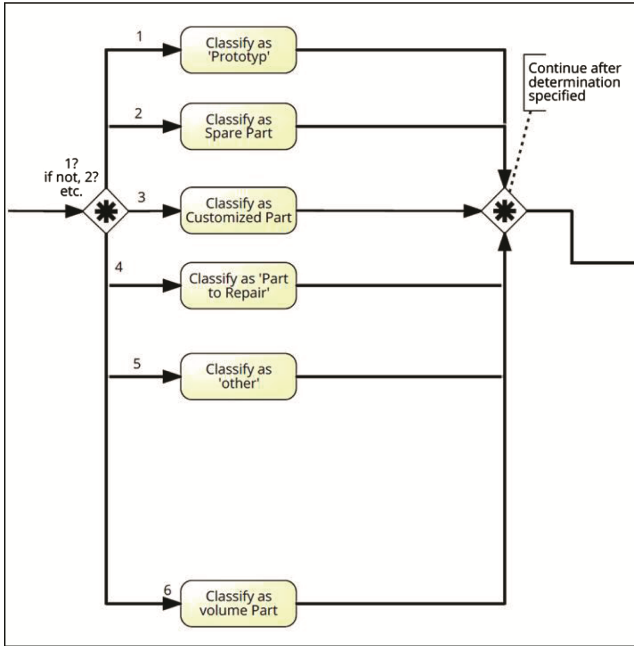 1
Classify as
'Prototyp'
Continue after
determination
specified
2
Classify as
Spare Part
1?
if not, 2?
etc.
3
Classify as
Customized Part
4
Classify as 'Part
to Repair'
5
Classify as
'other'
6
Classify as
volume Part